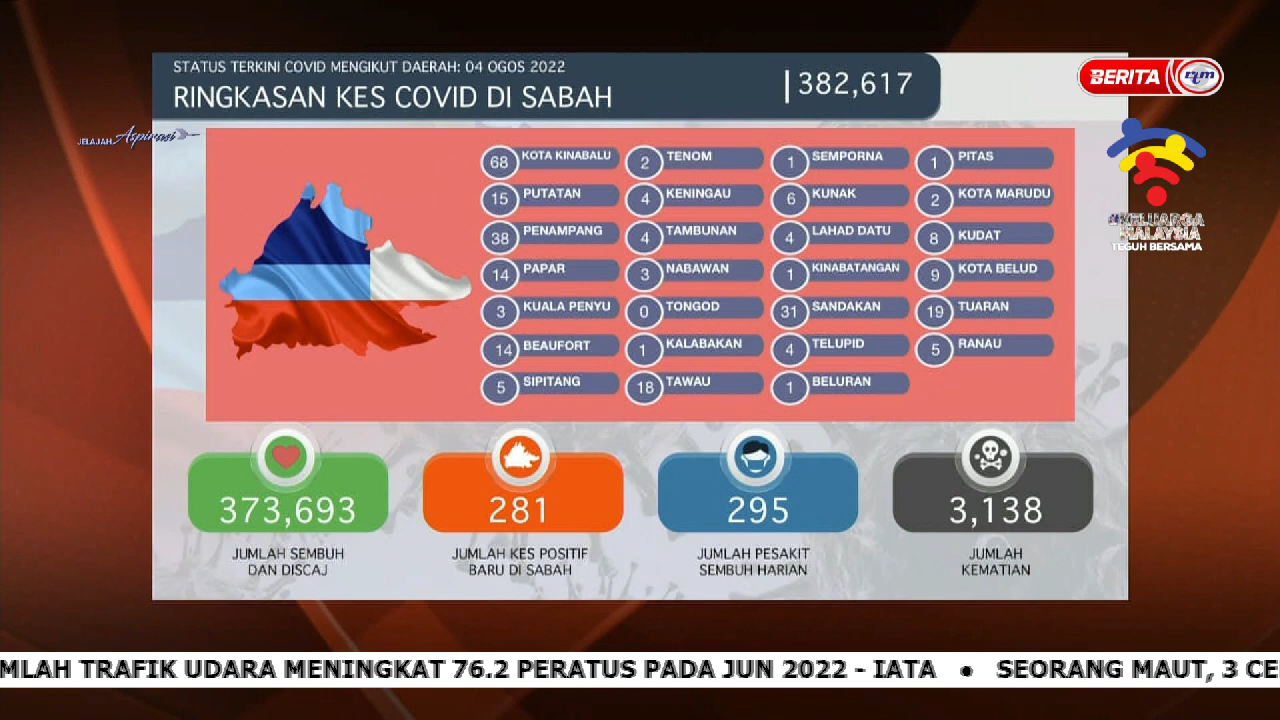 STATUS TERKINI COVID MENGIKUT DAERAH: 04 OGOS 2022
RINGKASAN KES COVID DI SABAH
382,617
BERITA rtm
JELAJAH Aspirasi
68 KOTA KINABALU
15 PUTATAN
38 PENAMPANG
14 PAPAR
3 KUALA PENYU
14 BEAUFORT
5 SIPITANG
2 TENOM
4 KENINGAU
4 TAMBUNAN
3 NABAWAN
0 TONGOD
1 KALABAKAN
18 TAWAU
1 SEMPORNA
6 KUNAK
4 LAHAD DATU
1 KINABATANGAN
31 SANDAKAN
4 TELUPID
1 BELURAN
1 PITAS
2 KOTA MARUDU
8 KUDAT
9 KOTA BELUD
19 TUARAN
5 RANAU
#KELUARGA
MALAYSIA
TEGUH BERSAMA
373,693
JUMLAH SEMBUH
DAN DISCAJ
281
JUMLAH KES POSITIF
BARU DI SABAH
295
JUMLAH PESAKIT
SEMBUH HARIAN
3,138
JUMLAH
KEMATIAN
MLAH TRAFIK UDARA MENINGKAT 76.2 PERATUS PADA JUN 2022 - IATA • SEORANG MAUT, 3 CE